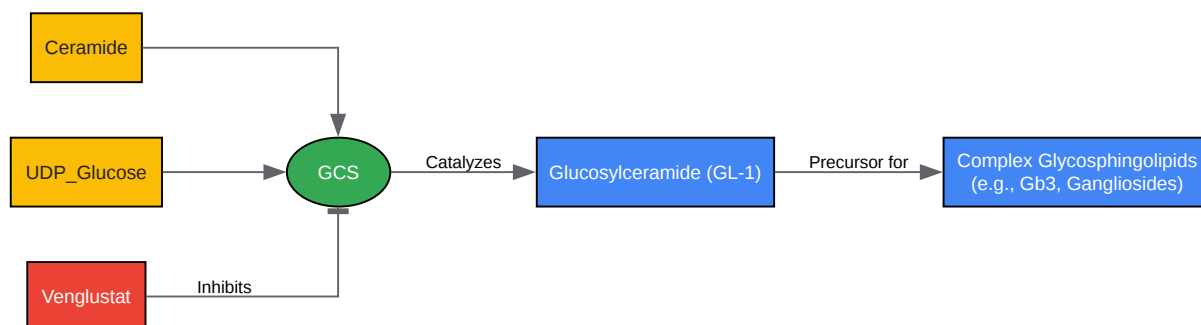 Ceramide
UDP_Glucose
GCS
Catalyzes
Glucosylceramide (GL-1)
Precursor for
Complex Glycosphingolipids
(e.g., Gb3, Gangliosides)
Venglustat
Inhibits